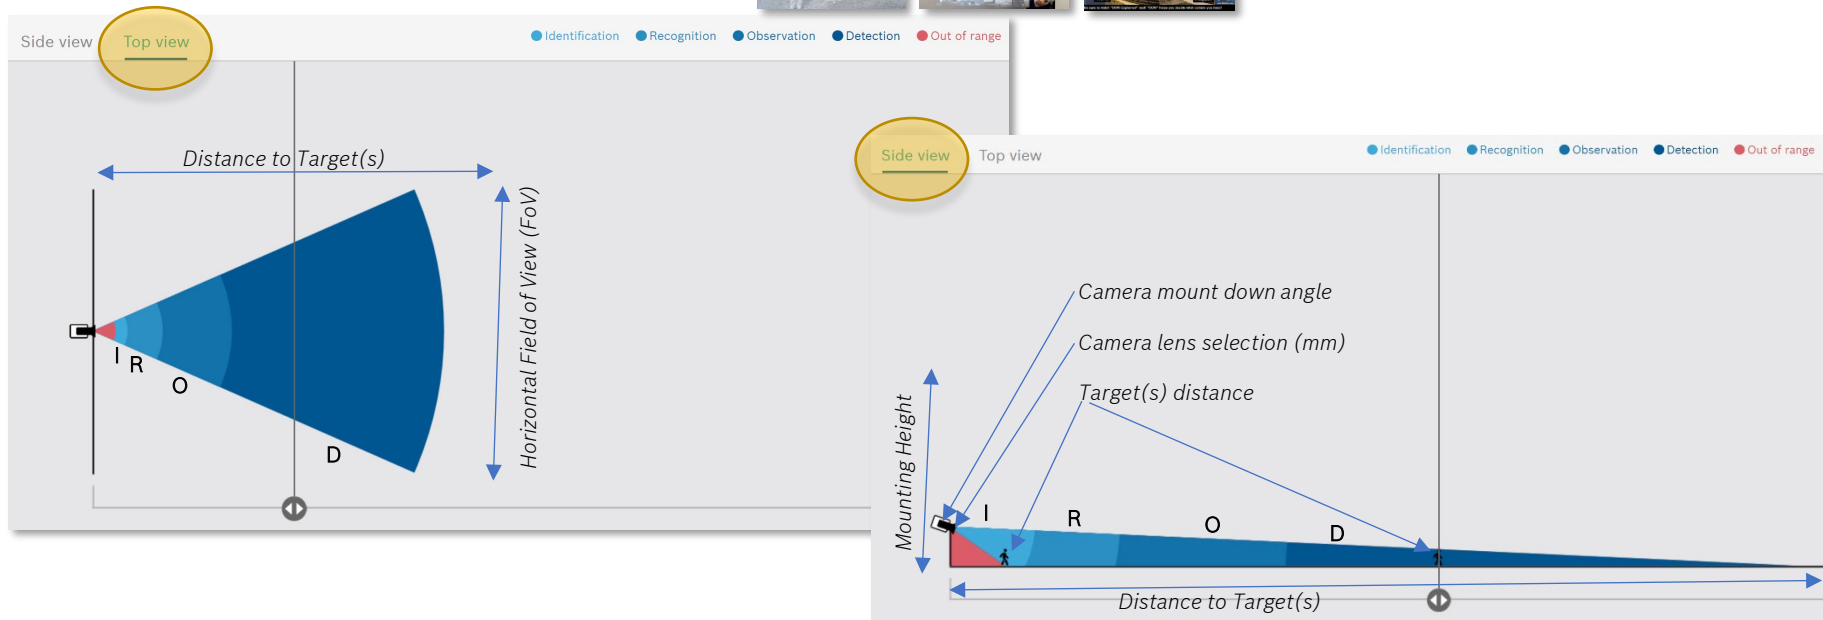 Side view
Top view
Identification
Recognition
Observation
Detection
Out of range
Distance to Target(s)
Horizontal Field of View (FoV)
I
R
O
D
Side view
Top view
Identification
Recognition
Observation
Detection
Out of range
Camera mount down angle
Camera lens selection (mm)
Target(s) distance
Mounting Height
I
R
O
D
Distance to Target(s)